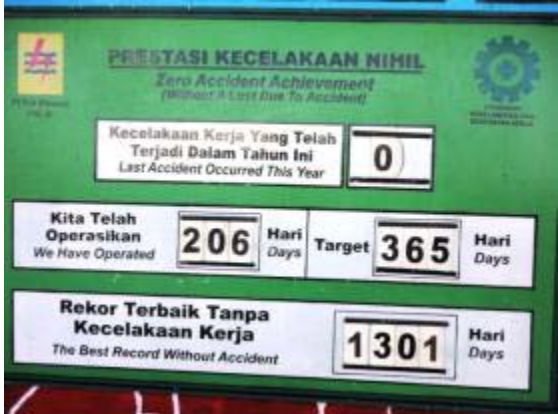 PRESTASI KECELAKAAN NIHIL
Zero Accident Achievement
(Without A Lost Due To Accident)
Kecelakaan Kerja Yang Telah
Terjadi Dalam Tahun Ini
Last Accident Occurred This Year
0
Kita Telah
Operasikan
We Have Operated
206
Hari
Days
Target
365
Hari
Days
Rekor Terbaik Tanpa
Kecelakaan Kerja
The Best Record Without Accident
1301
Hari
Days